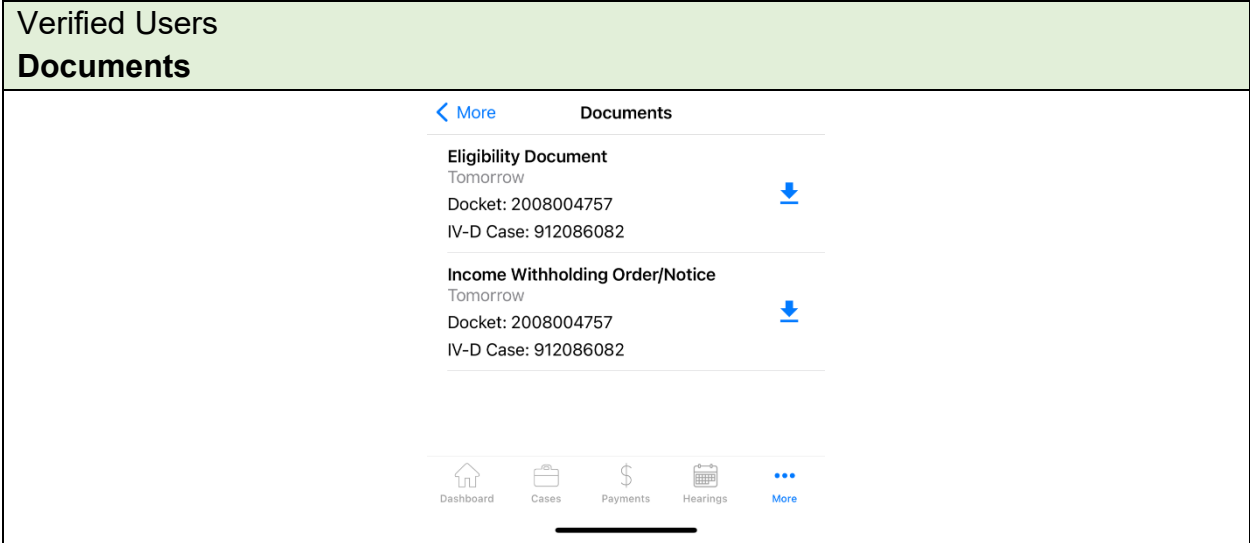 Verified Users
Documents
More Documents
Eligibility Document
Tomorrow
Docket: 2008004757
IV-D Case: 912086082
Income Withholding Order/Notice
Tomorrow
Docket: 2008004757
IV-D Case: 912086082
Dashboard Cases Payments Hearings More